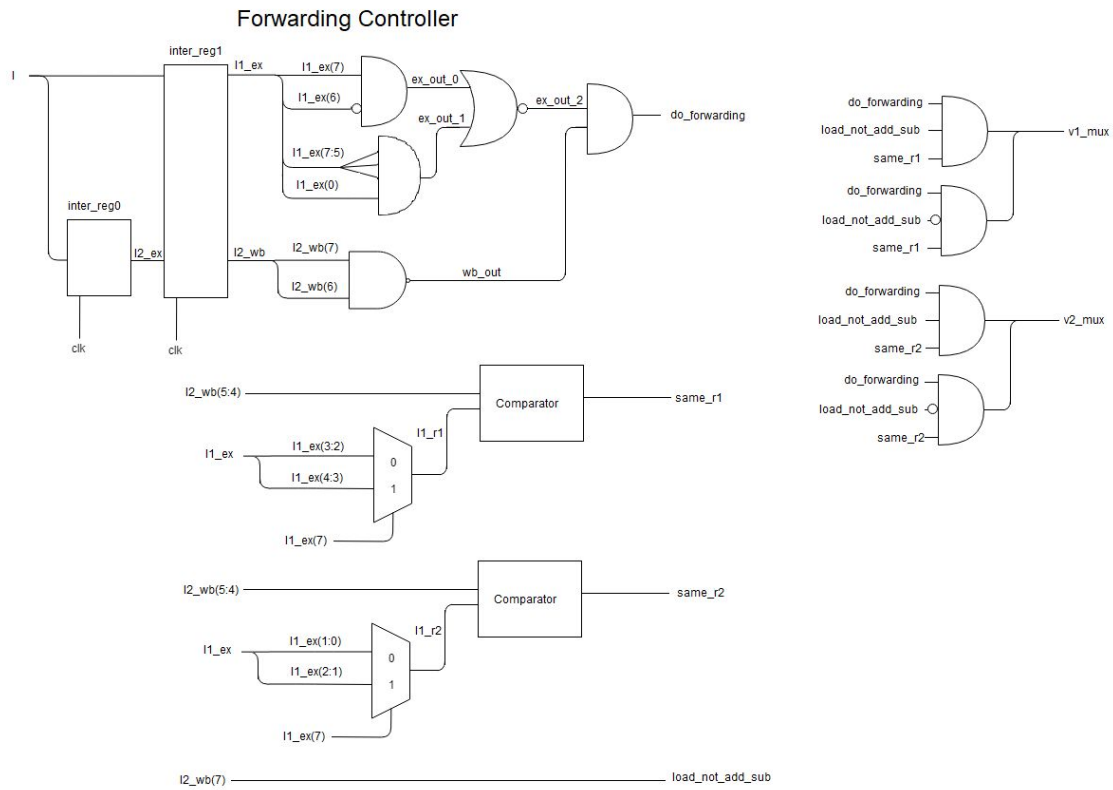 Forwarding Controller
I
inter_reg1
I1_ex
I1_ex(7)
I1_ex(6)
ex_out_0
ex_out_1
ex_out_2
do_forwarding
I1_ex(7:5)
I1_ex(0)
inter_reg0
I2_ex
I2_wb
I2_wb(7)
I2_wb(6)
wb_out
clk
clk
do_forwarding
load_not_add_sub
same_r1
v1_mux
do_forwarding
load_not_add_sub
same_r1
do_forwarding
load_not_add_sub
same_r2
v2_mux
do_forwarding
load_not_add_sub
same_r2
I2_wb(5:4)
Comparator
same_r1
I1_r1
I1_ex
I1_ex(3:2)
I1_ex(4:3)
0
1
I1_ex(7)
I2_wb(5:4)
Comparator
same_r2
I1_r2
I1_ex
I1_ex(1:0)
I1_ex(2:1)
0
1
I1_ex(7)
I2_wb(7)
load_not_add_sub